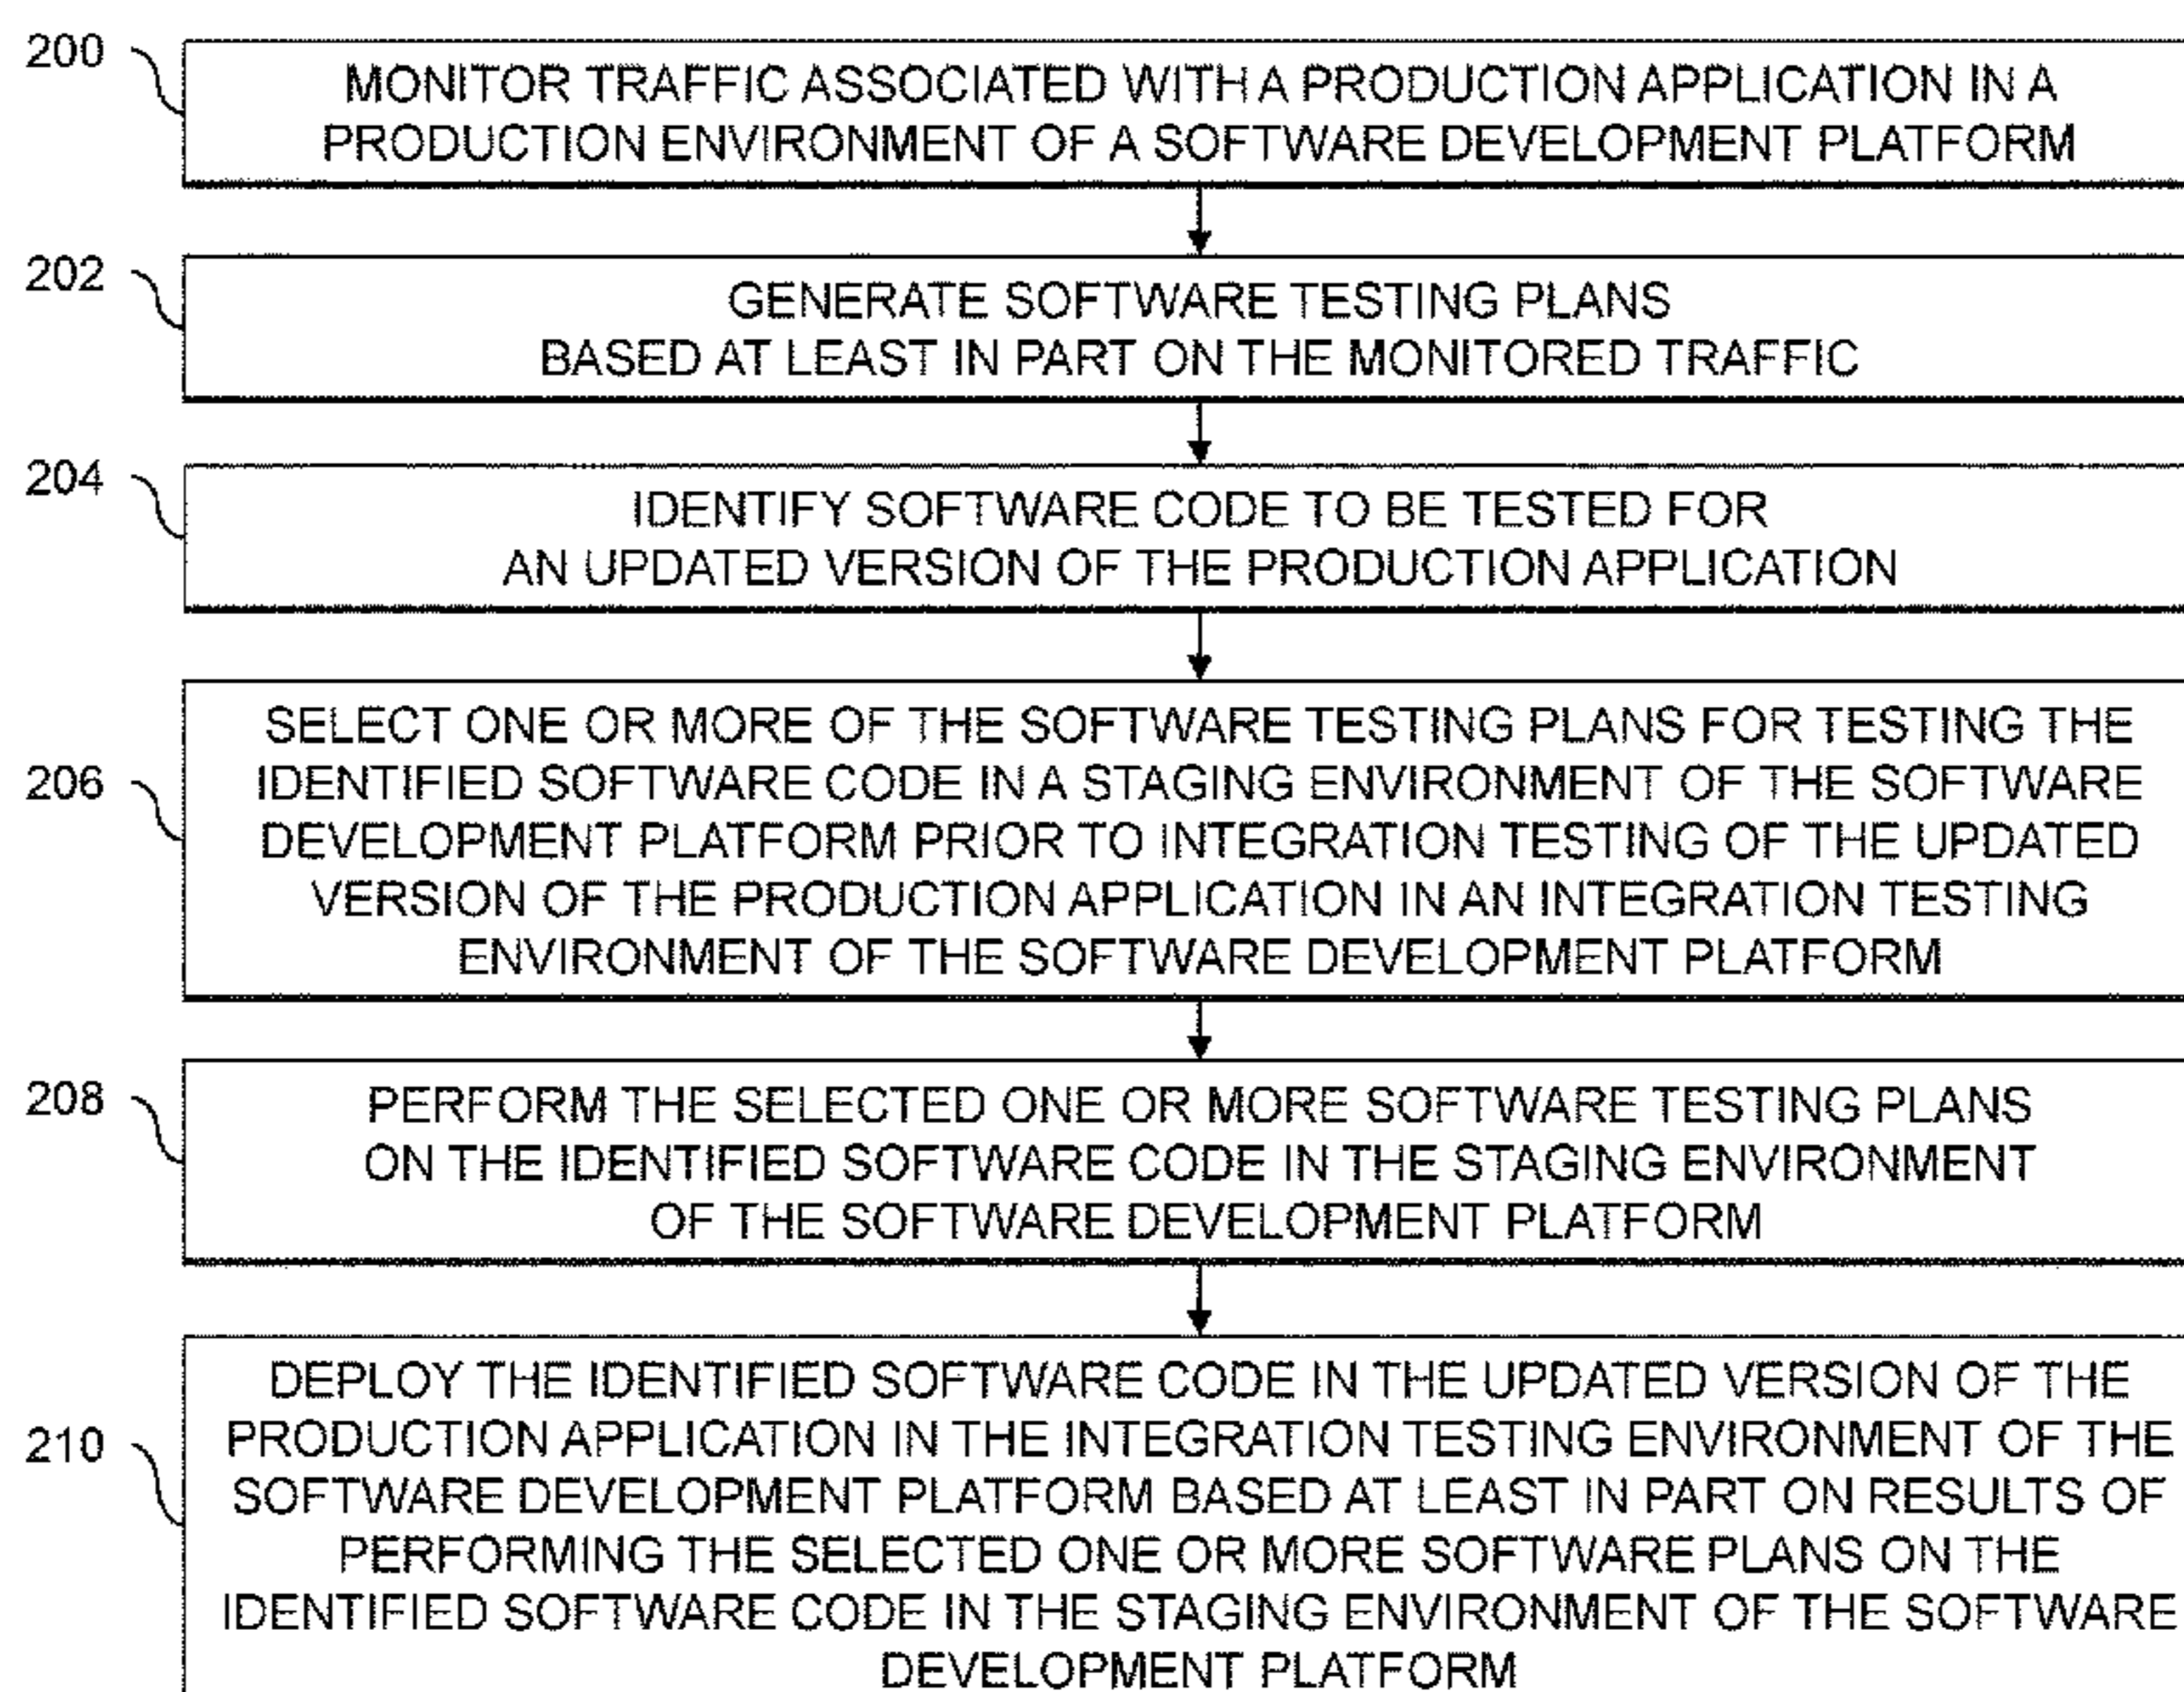 200
MONITOR TRAFFIC ASSOCIATED WITH A PRODUCTION APPLICATION IN A
PRODUCTION ENVIRONMENT OF A SOFTWARE DEVELOPMENT PLATFORM
202
GENERATE SOFTWARE TESTING PLANS
BASED AT LEAST IN PART ON THE MONITORED TRAFFIC
204
IDENTIFY SOFTWARE CODE TO BE TESTED FOR
AN UPDATED VERSION OF THE PRODUCTION APPLICATION
206
SELECT ONE OR MORE OF THE SOFTWARE TESTING PLANS FOR TESTING THE
IDENTIFIED SOFTWARE CODE IN A STAGING ENVIRONMENT OF THE SOFTWARE
DEVELOPMENT PLATFORM PRIOR TO INTEGRATION TESTING OF THE UPDATED
VERSION OF THE PRODUCTION APPLICATION IN AN INTEGRATION TESTING
ENVIRONMENT OF THE SOFTWARE DEVELOPMENT PLATFORM
208
PERFORM THE SELECTED ONE OR MORE SOFTWARE TESTING PLANS
ON THE IDENTIFIED SOFTWARE CODE IN THE STAGING ENVIRONMENT
OF THE SOFTWARE DEVELOPMENT PLATFORM
210
DEPLOY THE IDENTIFIED SOFTWARE CODE IN THE UPDATED VERSION OF THE
PRODUCTION APPLICATION IN THE INTEGRATION TESTING ENVIRONMENT OF THE
SOFTWARE DEVELOPMENT PLATFORM BASED AT LEAST IN PART ON RESULTS OF
PERFORMING THE SELECTED ONE OR MORE SOFTWARE PLANS ON THE
IDENTIFIED SOFTWARE CODE IN THE STAGING ENVIRONMENT OF THE SOFTWARE
DEVELOPMENT PLATFORM